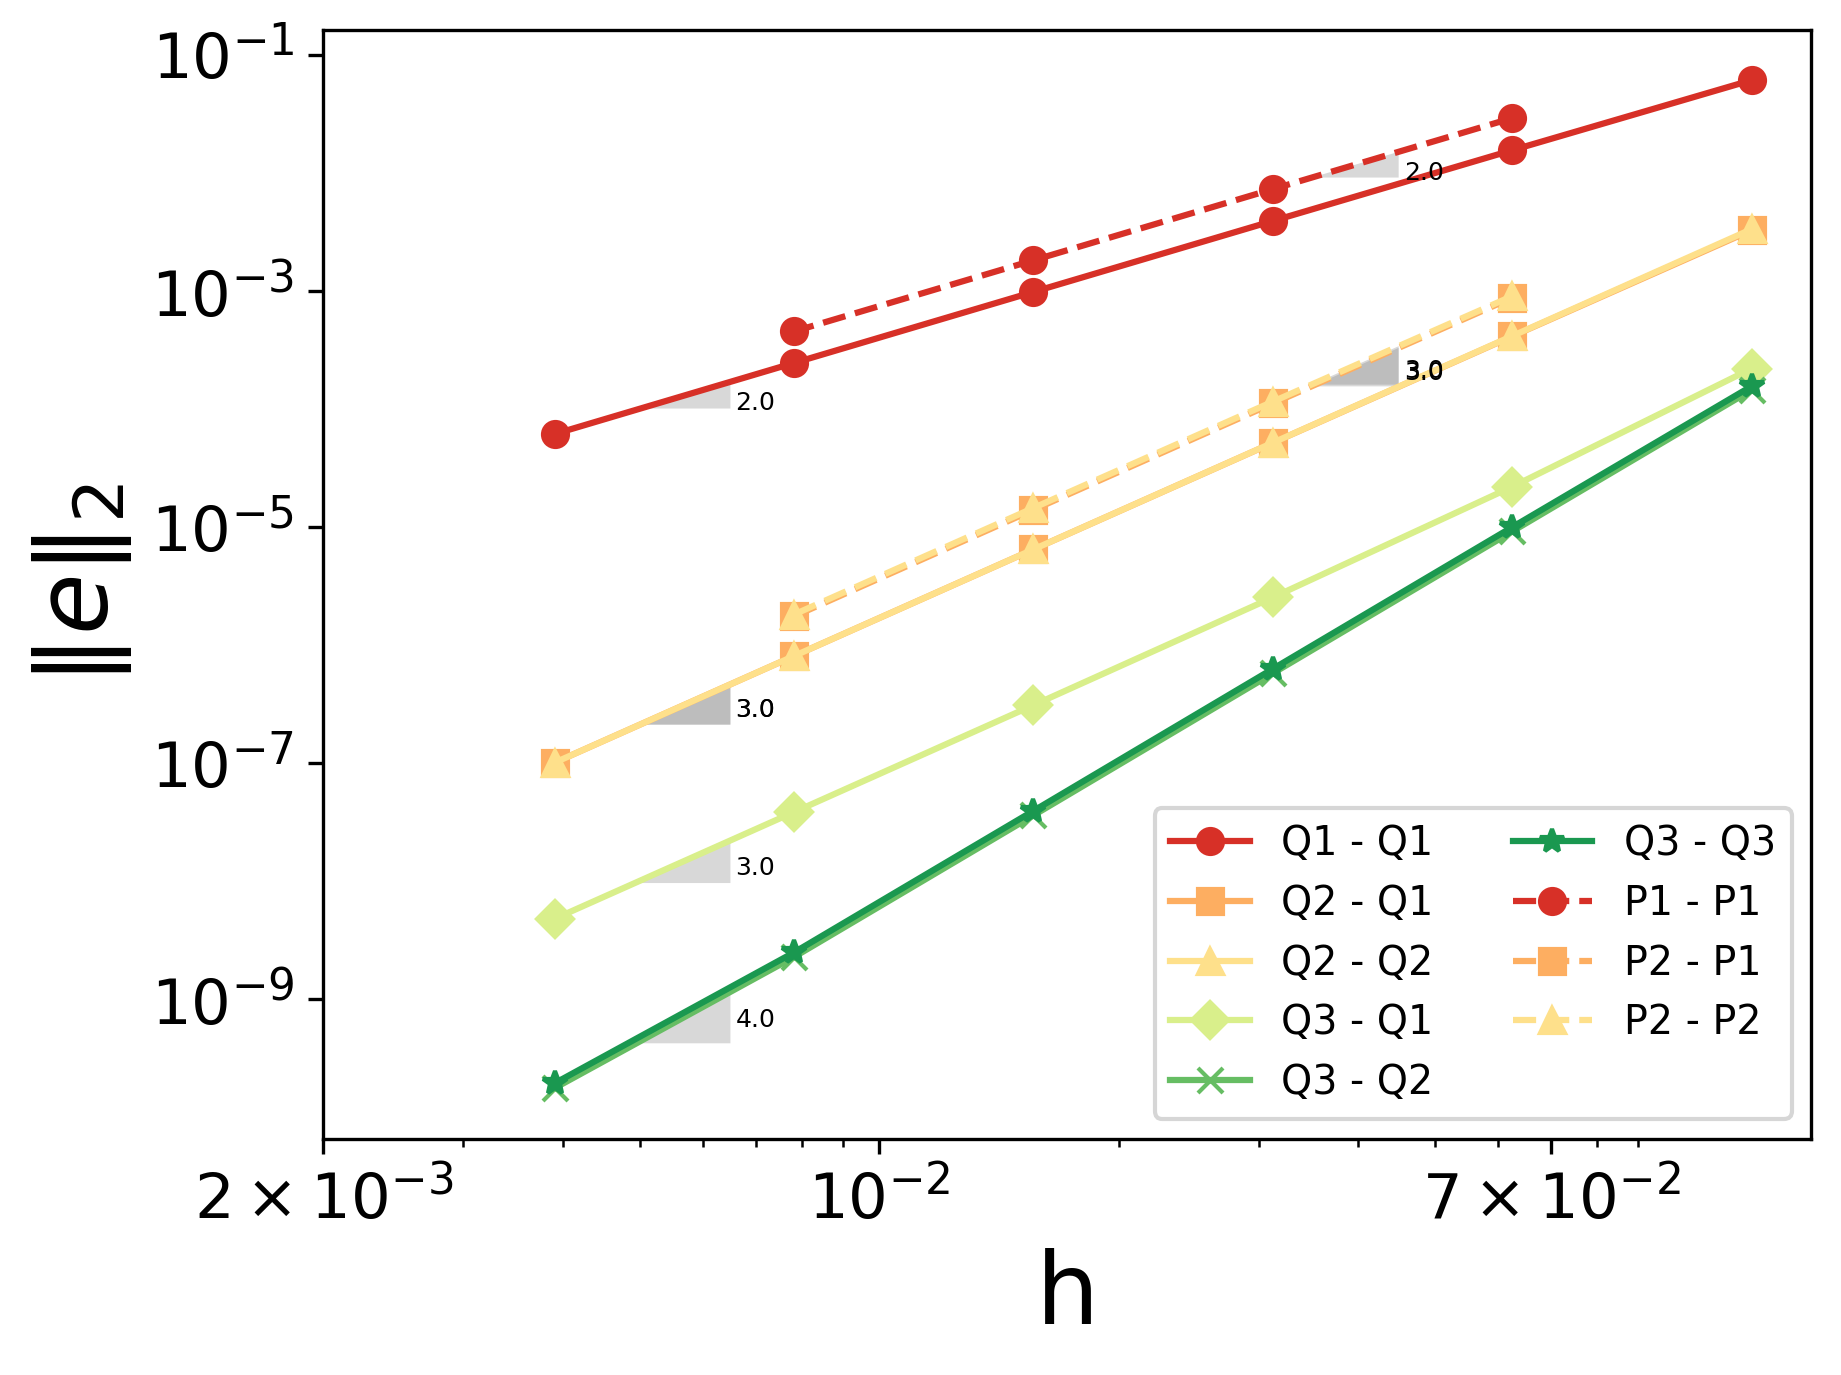 10⁻¹
10⁻³
10⁻⁵
10⁻⁷
10⁻⁹
‖e‖₂
2.0
2.0
3.0
3.0
3.0
4.0
Q1 - Q1
Q2 - Q1
Q2 - Q2
Q3 - Q1
Q3 - Q2
Q3 - Q3
P1 - P1
P2 - P1
P2 - P2
2 × 10⁻³
10⁻²
7 × 10⁻²
h